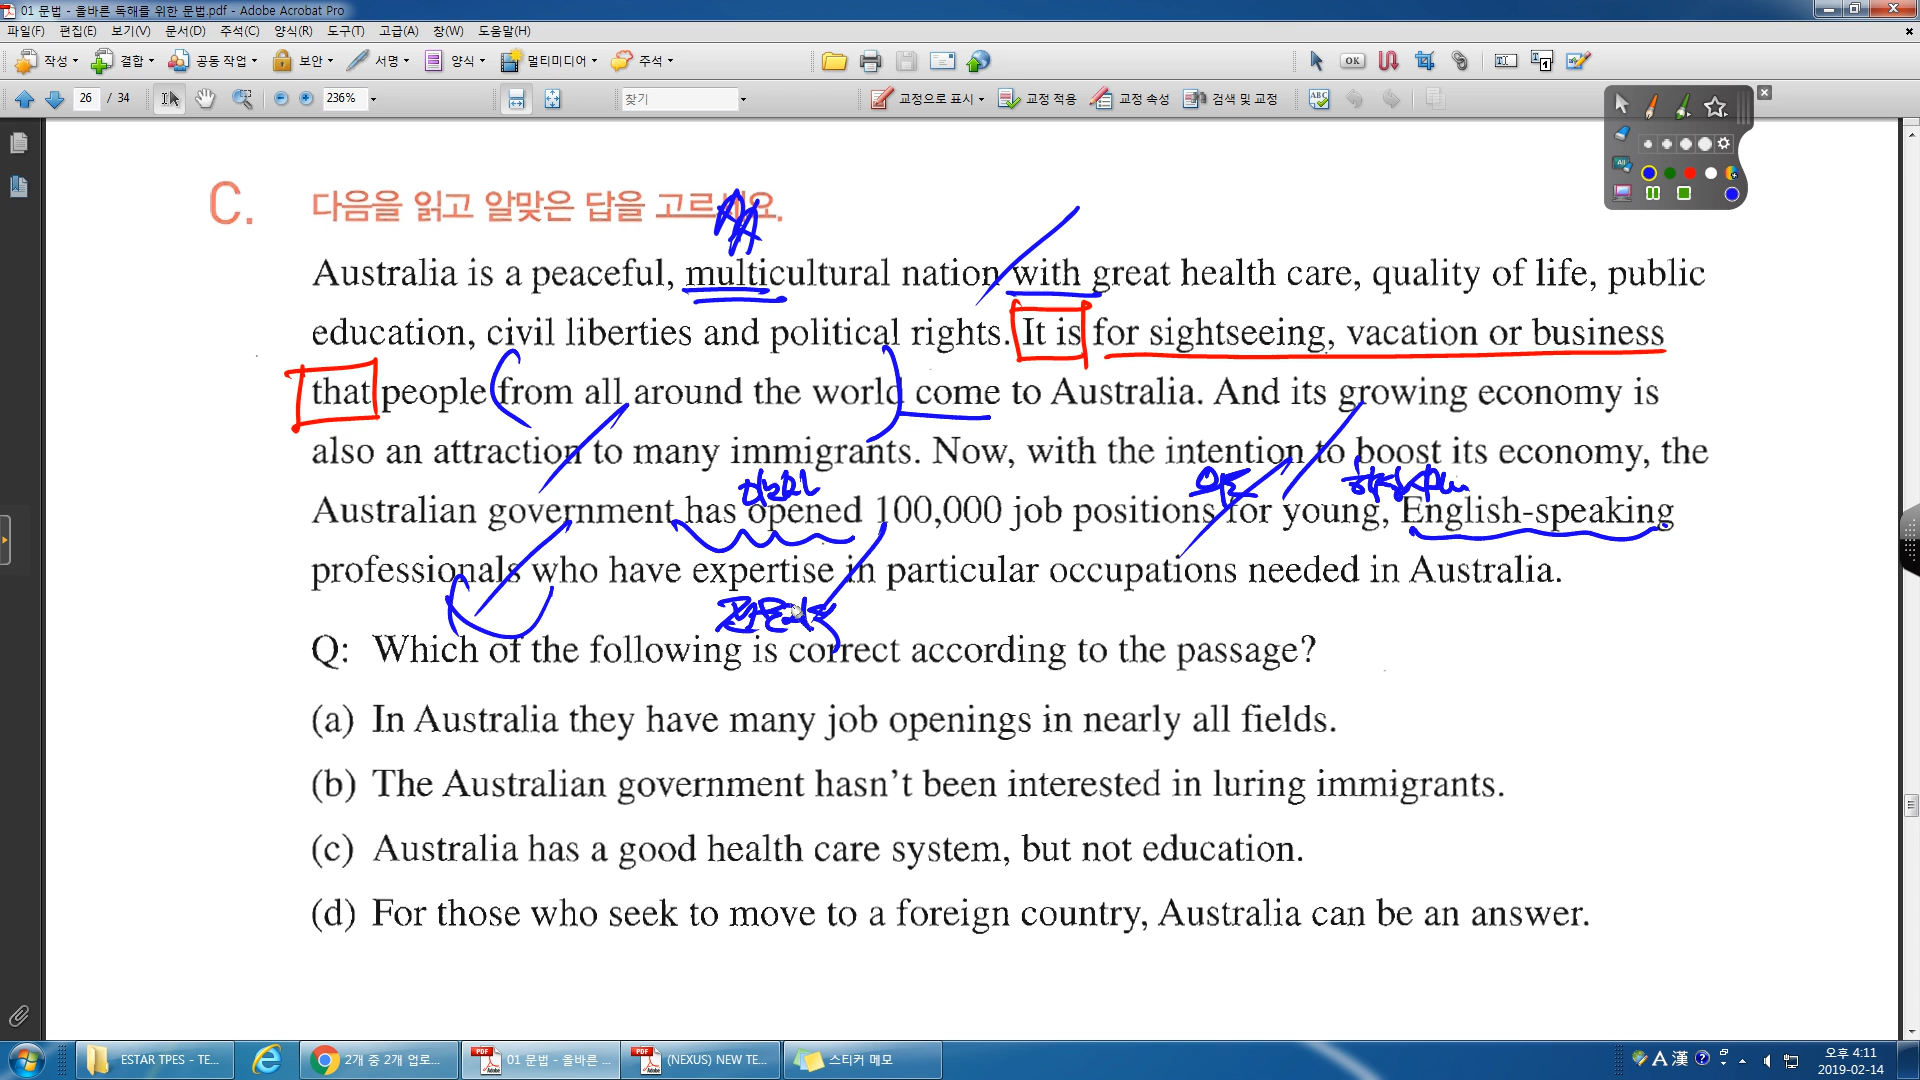 01 문법 - 올바른 독해를 위한 문법.pdf - Adobe Acrobat Pro
파일(F) 편집(E) 보기(V) 문서(D) 주석(C) 양식(R) 도구(T) 고급(A) 창(W) 도움말(H)
작성 결합 공동 작업 보안 서명 양식 멀티미디어 주석 OK
26 / 34 236% 찾기 교정으로 표시 교정 적용 교정 속성 검색 및 교정
C. 다음을 읽고 알맞은 답을 고르세요.
Australia is a peaceful, multicultural nation with great health care, quality of life, public
education, civil liberties and political rights. It is for sightseeing, vacation or business
that people from all around the world come to Australia. And its growing economy is
also an attraction to many immigrants. Now, with the intention to boost its economy, the
이민자 의도
Australian government has opened 100,000 job positions for young, English-speaking
professionals who have expertise in particular occupations needed in Australia.
전문지식
Q: Which of the following is correct according to the passage?
(a) In Australia they have many job openings in nearly all fields.
(b) The Australian government hasn't been interested in luring immigrants.
(c) Australia has a good health care system, but not education.
(d) For those who seek to move to a foreign country, Australia can be an answer.
ESTAR TPES - TE... 2개 중 2개 업로... 01 문법 - 올바른 ... (NEXUS) NEW TE... 스티커 메모 A 漢 오후 4:11
2019-02-14